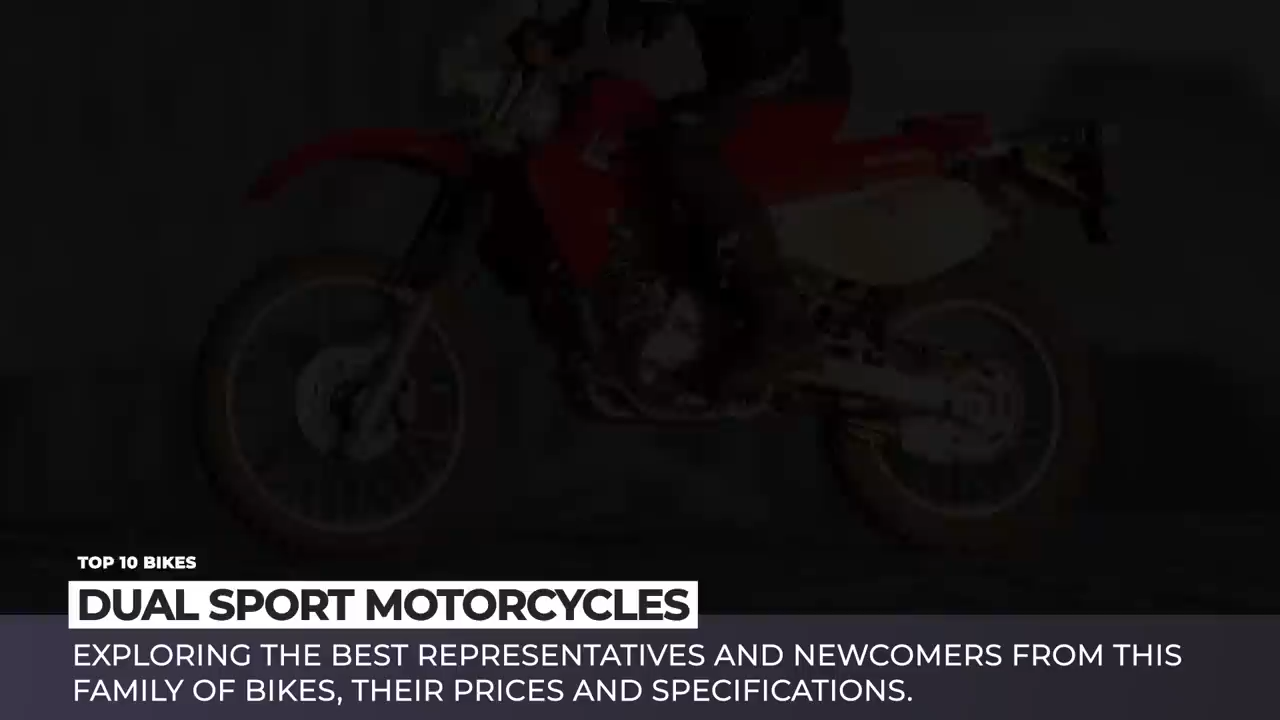 TOP 10 BIKES
DUAL SPORT MOTORCYCLES
EXPLORING THE BEST REPRESENTATIVES AND NEWCOMERS FROM THIS
FAMILY OF BIKES, THEIR PRICES AND SPECIFICATIONS.